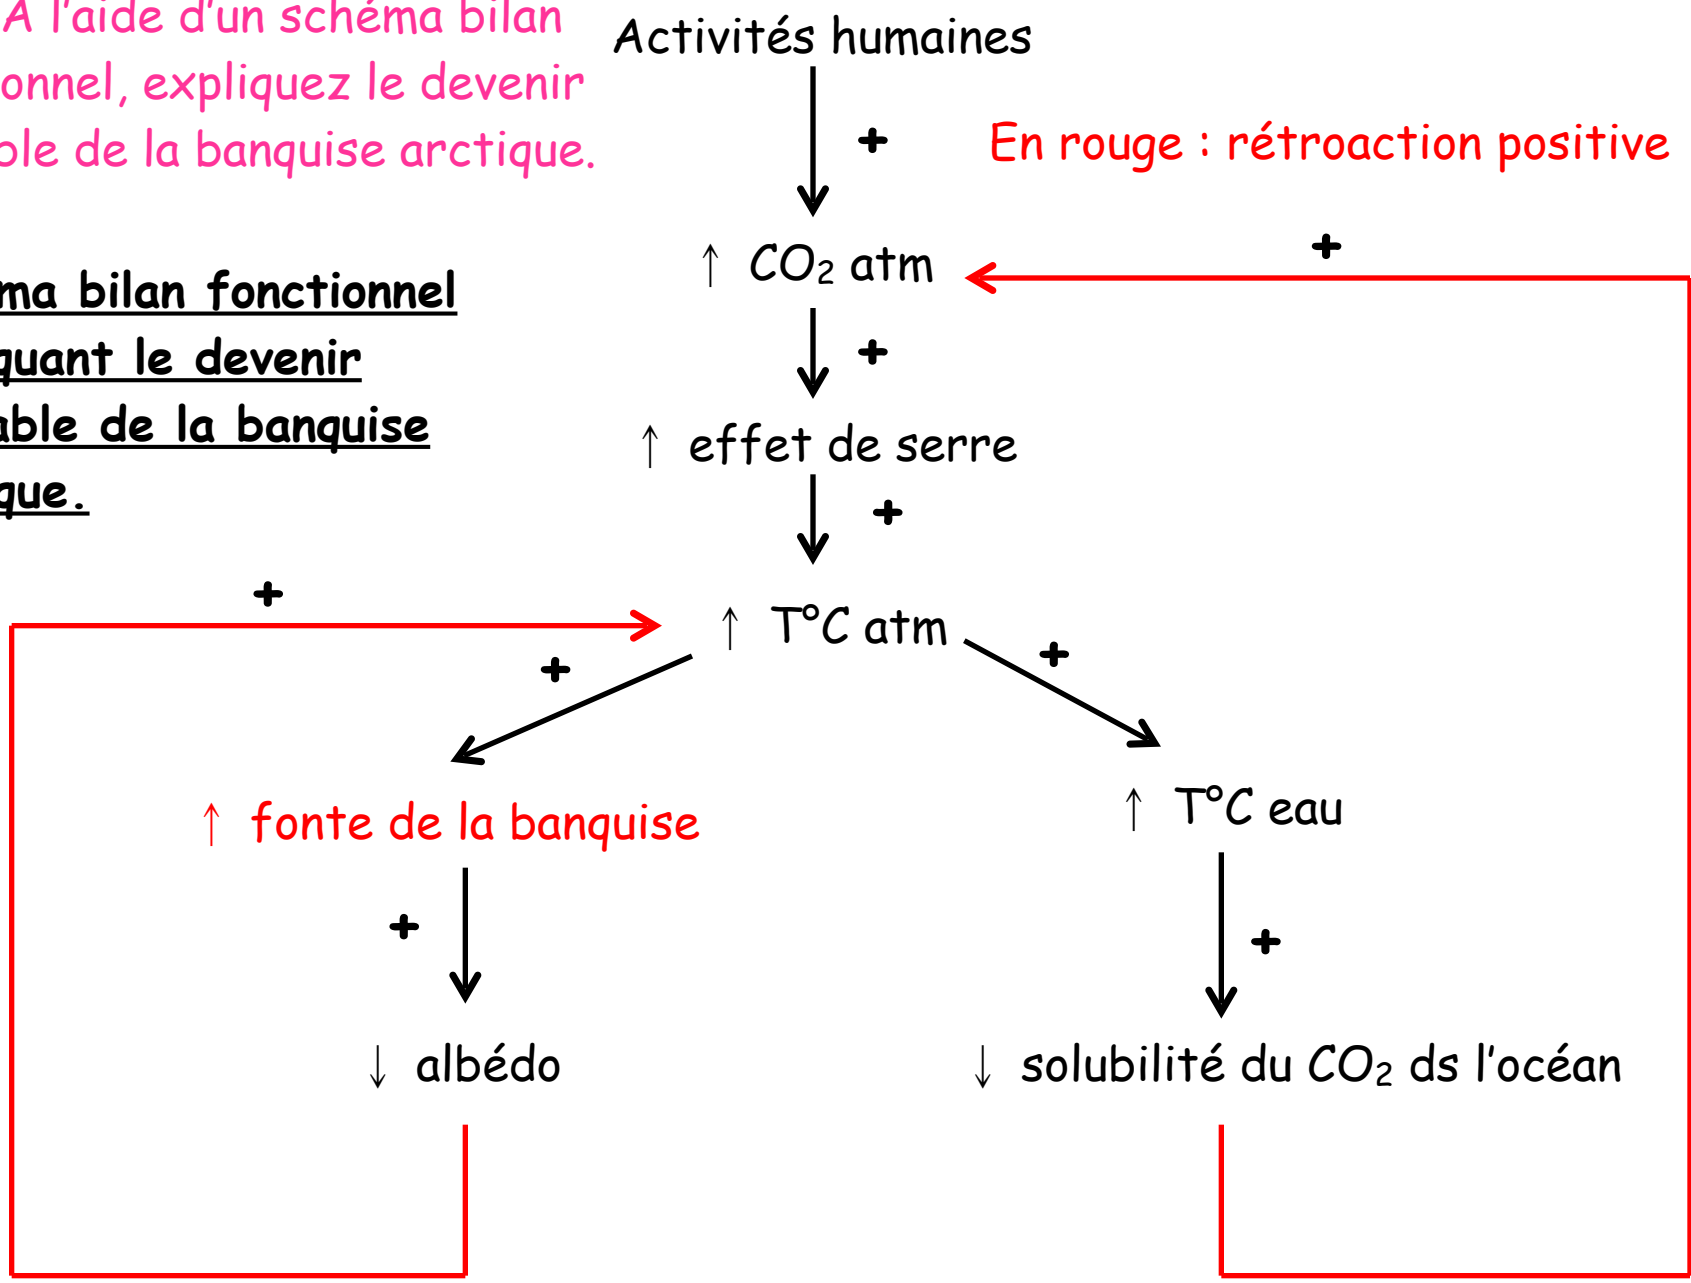 À l'aide d'un schéma bilan
onnel, expliquez le devenir
ble de la banquise arctique.
Activités humaines
+
En rouge : rétroaction positive
ma bilan fonctionnel
quant le devenir
able de la banquise
que.
↑ CO₂ atm
+
+
↑ effet de serre
+
+
↑ T°C atm
+
+
↑ fonte de la banquise
↑ T°C eau
+
+
↓ albédo
↓ solubilité du CO₂ ds l'océan